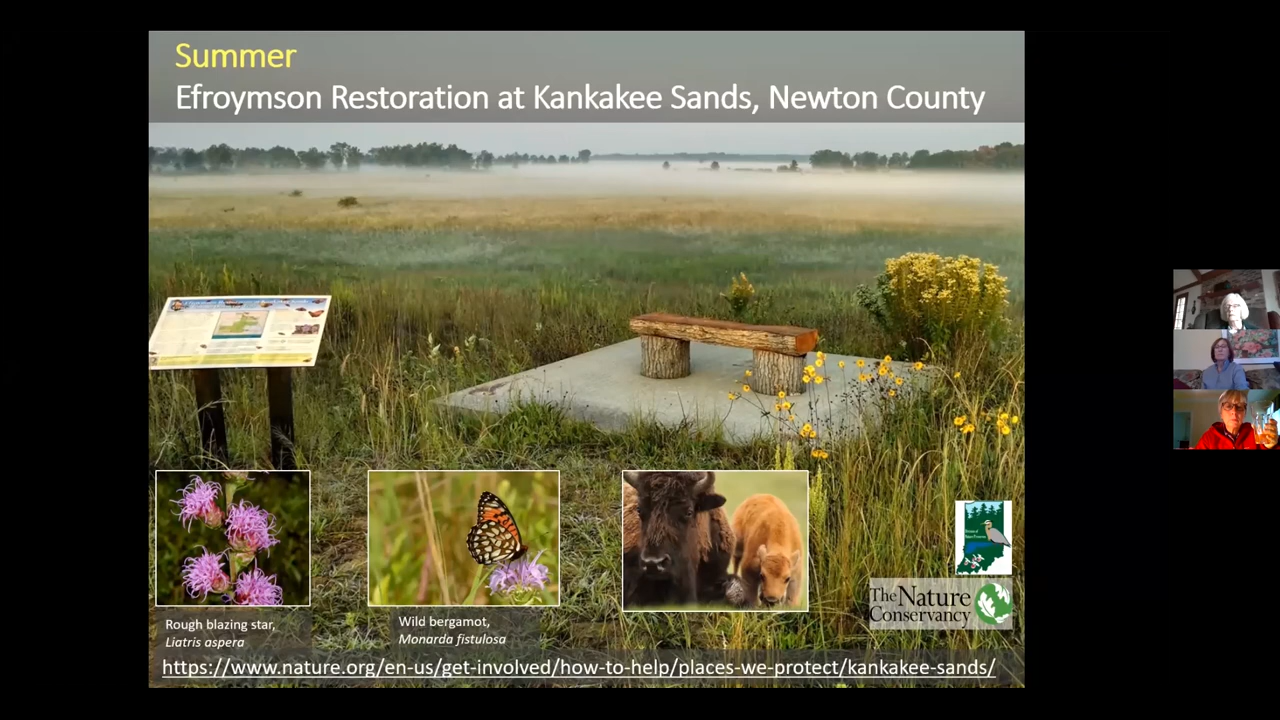 Summer
Efroymson Restoration at Kankakee Sands, Newton County
Rough blazing star,
Liatris aspera
Wild bergamot,
Monarda fistulosa
The Nature
Conservancy
https://www.nature.org/en-us/get-involved/how-to-help/places-we-protect/kankakee-sands/